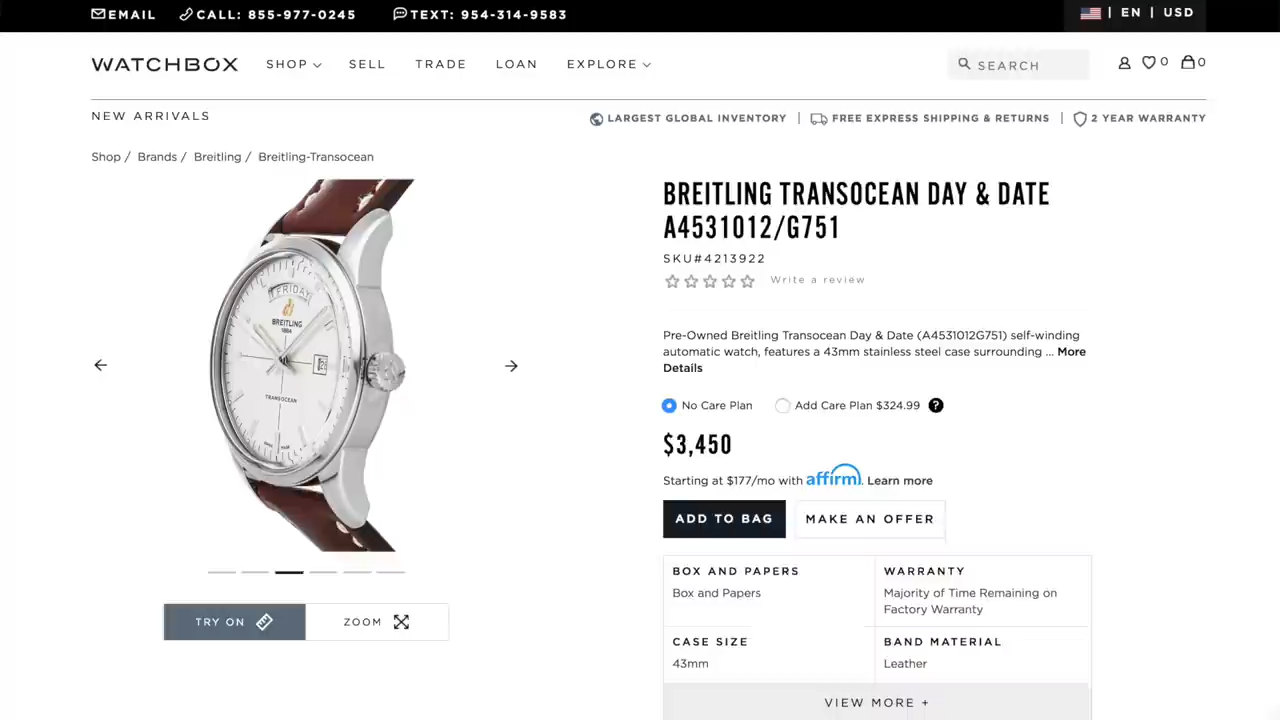 EMAIL CALL: 855-977-0245 TEXT: 954-314-9583 | EN | USD
WATCHBOX SHOP SELL TRADE LOAN EXPLORE SEARCH 0 0
NEW ARRIVALS LARGEST GLOBAL INVENTORY | FREE EXPRESS SHIPPING & RETURNS | 2 YEAR WARRANTY
Shop / Brands / Breitling / Breitling-Transocean
FRIDAY
BREITLING
1884
TRANSOCEAN
BREITLING TRANSOCEAN DAY & DATE
A4531012/G751
SKU#4213922
Write a review
Pre-Owned Breitling Transocean Day & Date (A4531012G751) self-winding
automatic watch, features a 43mm stainless steel case surrounding ... More
Details
No Care Plan Add Care Plan $324.99 ?
$3,450
Starting at $177/mo with affirm. Learn more
ADD TO BAG MAKE AN OFFER
BOX AND PAPERS
Box and Papers
WARRANTY
Majority of Time Remaining on
Factory Warranty
CASE SIZE
43mm
BAND MATERIAL
Leather
TRY ON ZOOM
VIEW MORE +